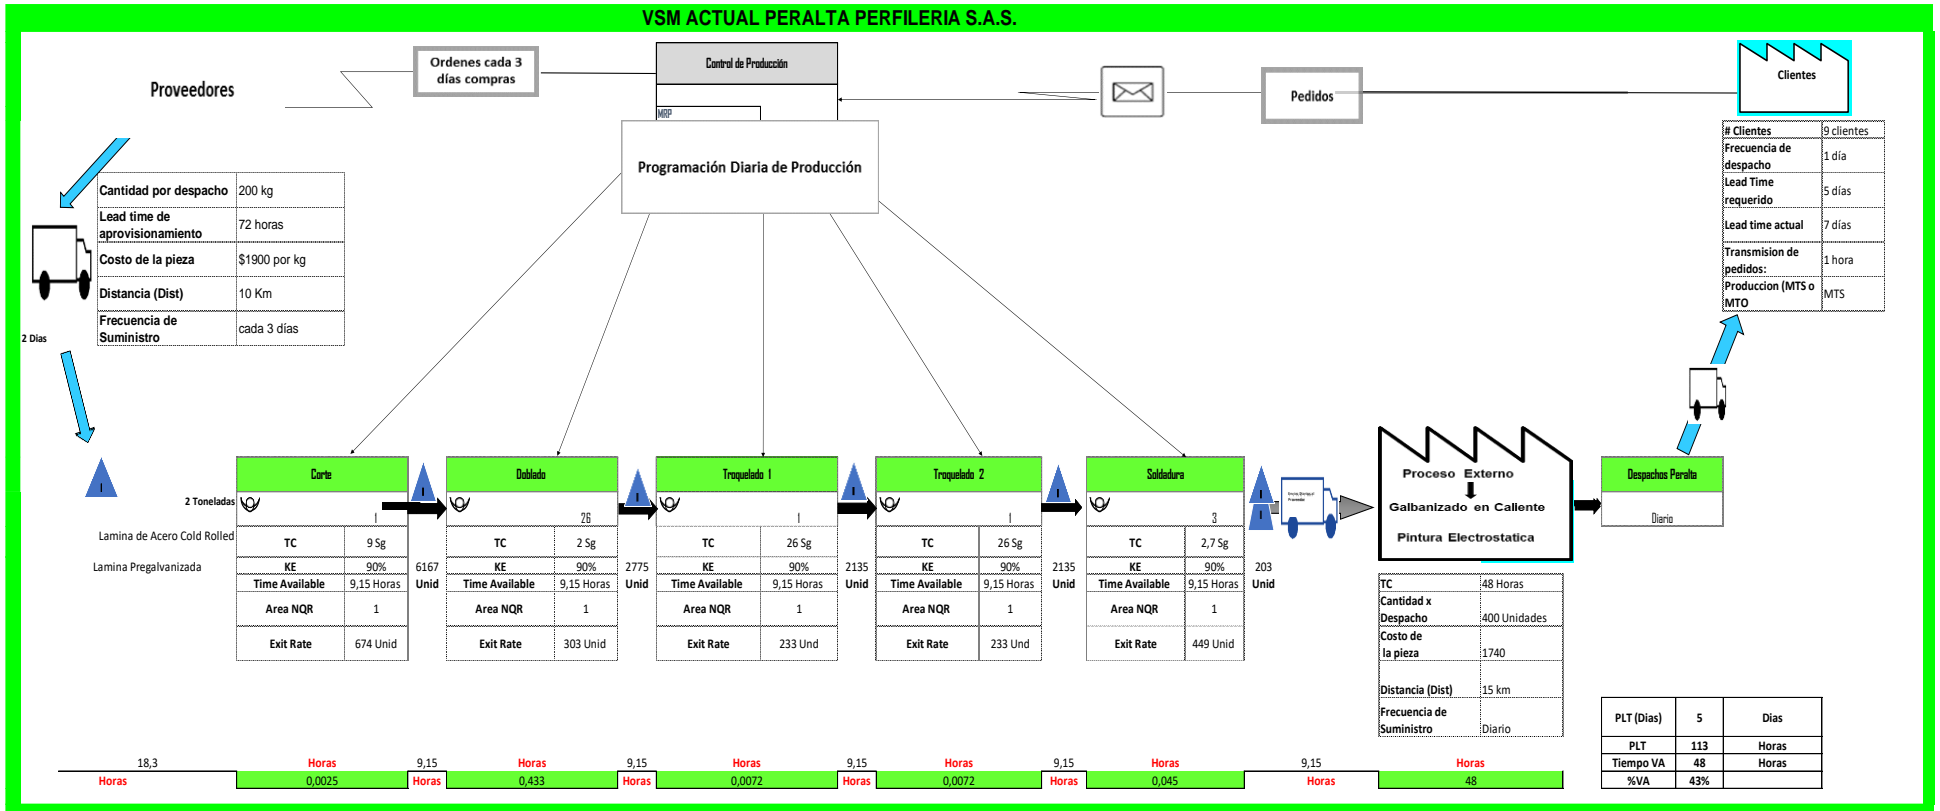 VSM ACTUAL PERALTA PERFILERIA S.A.S.
Proveedores
Ordenes cada 3
días compras
Control de Producción
MRP
Programación Diaria de Producción
Pedidos
Clientes
# Clientes 9 clientes
Frecuencia de
despacho 1 día
Lead Time
requerido 5 días
Lead time actual 7 días
Transmision de
pedidos: 1 hora
Produccion (MTS o
MTO MTS
Cantidad por despacho 200 kg
Lead time de
aprovisionamiento 72 horas
Costo de la pieza $1900 por kg
Distancia (Dist) 10 Km
Frecuencia de
Suministro cada 3 días
2 Dias
I
2 Toneladas
Lamina de Acero Cold Rolled
Lamina Pregalvanizada
Corte
1
TC 9 Sg
KE 90%
Time Available 9,15 Horas
Area NQR 1
Exit Rate 674 Unid
I
6167
Unid
Doblado
26
TC 2 Sg
KE 90%
Time Available 9,15 Horas
Area NQR 1
Exit Rate 303 Unid
I
2775
Unid
Troquelado 1
1
TC 26 Sg
KE 90%
Time Available 9,15 Horas
Area NQR 1
Exit Rate 233 Und
I
2135
Unid
Troquelado 2
1
TC 26 Sg
KE 90%
Time Available 9,15 Horas
Area NQR 1
Exit Rate 233 Und
I
2135
Unid
Soldadura
3
TC 2,7 Sg
KE 90%
Time Available 9,15 Horas
Area NQR 1
Exit Rate 449 Unid
I
I
203
Unid
Proceso Externo
Galbanizado en Caliente
Pintura Electrostatica
TC 48 Horas
Cantidad x
Despacho 400 Unidades
Costo de
la pieza 1740
Distancia (Dist) 15 km
Frecuencia de
Suministro Diario
Despachos Peralta
Diario
PLT (Dias) 5 Dias
PLT 113 Horas
Tiempo VA 48 Horas
%VA 43%
18,3 Horas 9,15 Horas 9,15 Horas 9,15 Horas 9,15 Horas 9,15 Horas
Horas 0,0025 Horas 0,433 Horas 0,0072 Horas 0,0072 Horas 0,045 Horas 48